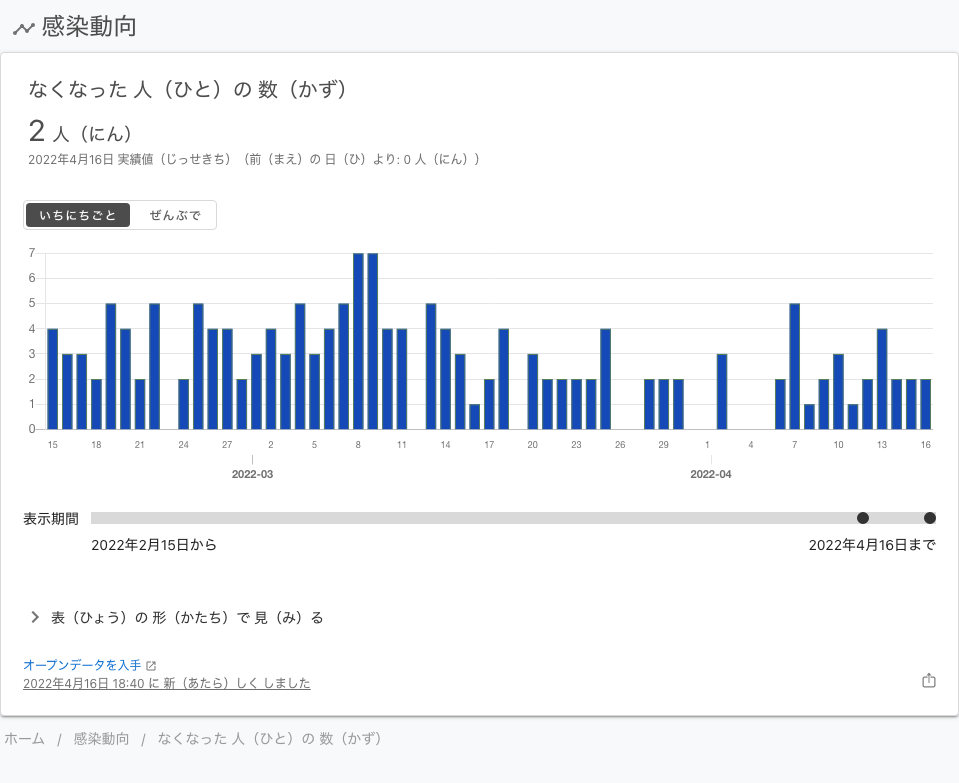 感染動向
なくなった 人（ひと）の 数（かず）
2 人（にん）
2022年4月16日 実績値（じっせきち）（前（まえ）の 日（ひ）より: 0 人（にん））
いちにちごと ぜんぶで
7
6
5
4
3
2
1
0
15 18 21 24 27 2 5 8 11 14 17 20 23 26 29 1 4 7 10 13 16
2022-03 2022-04
表示期間
2022年2月15日から 2022年4月16日まで
表（ひょう）の 形（かたち）で 見（み）る
オープンデータを入手
2022年4月16日 18:40 に 新（あたら）しく しました
ホーム / 感染動向 / なくなった 人（ひと）の 数（かず）